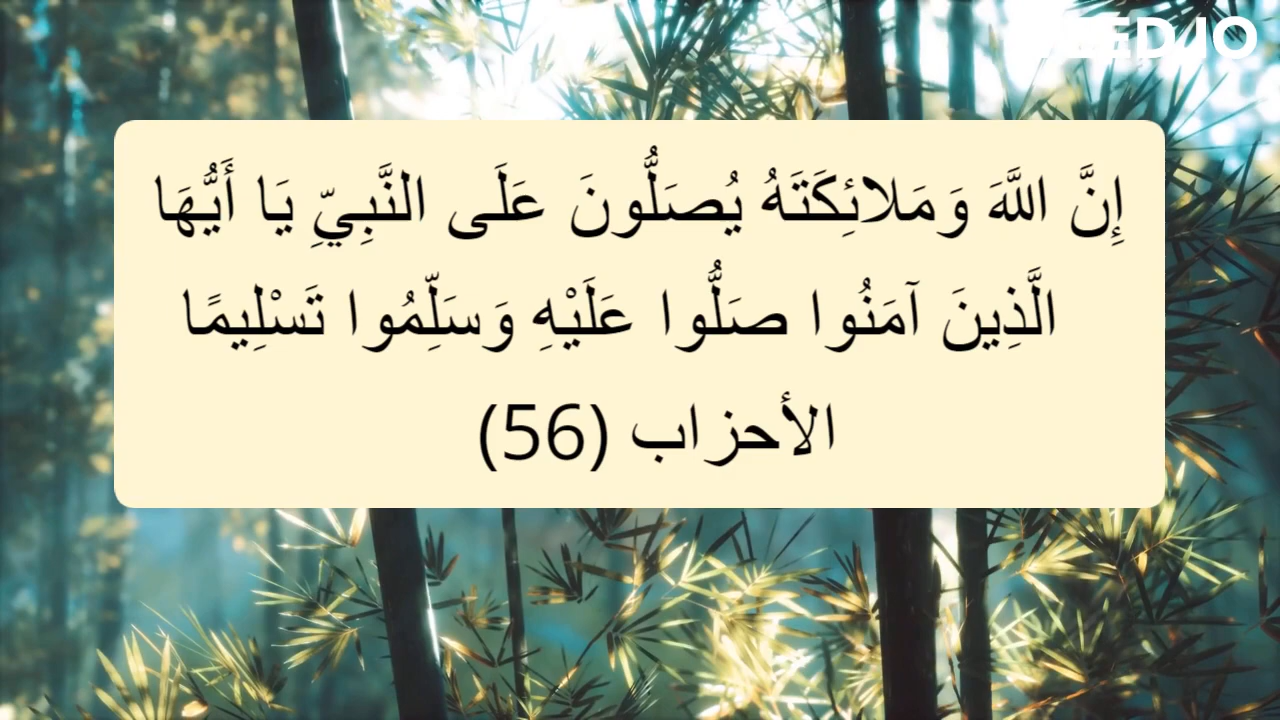 إِنَّ اللَّهَ وَمَلائِكَتَهُ يُصَلُّونَ عَلَى النَّبِيِّ يَا أَيُّهَا
الَّذِينَ آمَنُوا صَلُّوا عَلَيْهِ وَسَلِّمُوا تَسْلِيمًا
الأحزاب (56)